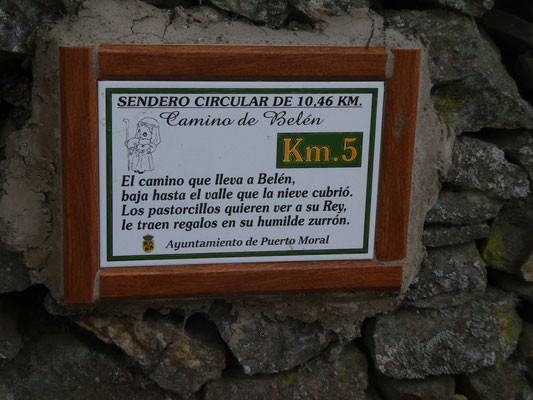 SENDERO CIRCULAR DE 10,46 KM.
Camino de Belén
Km.5
El camino que lleva a Belén,
baja hasta el valle que la nieve cubrió.
Los pastorcillos quieren ver a su Rey,
le traen regalos en su humilde zurrón.
Ayuntamiento de Puerto Moral